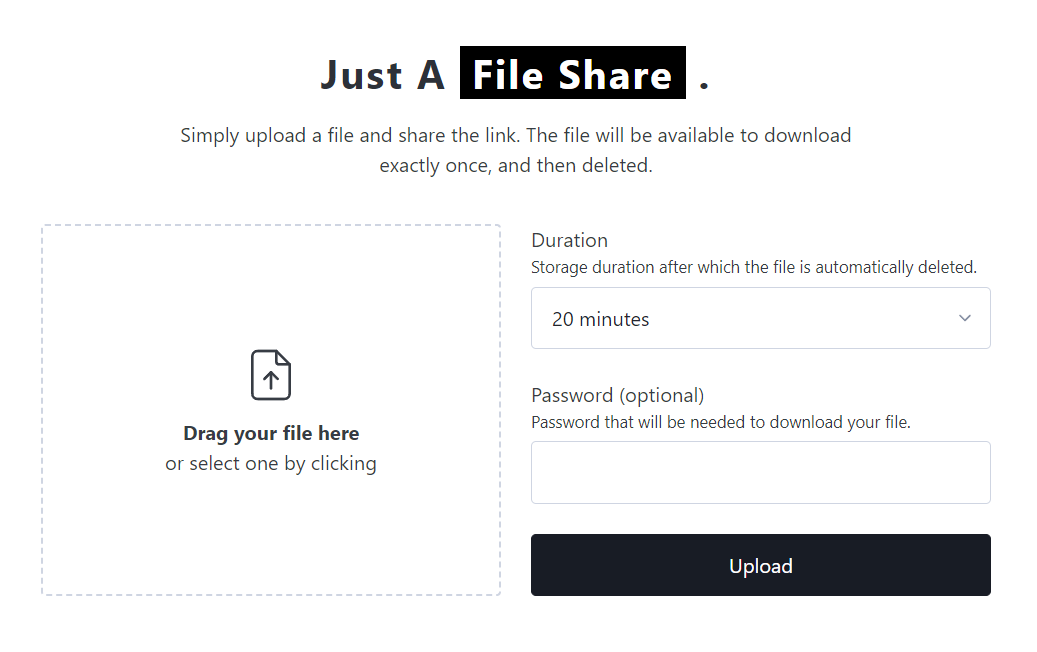 Just A File Share .
Simply upload a file and share the link. The file will be available to download
exactly once, and then deleted.
Drag your file here
or select one by clicking
Duration
Storage duration after which the file is automatically deleted.
20 minutes
Password (optional)
Password that will be needed to download your file.
Upload